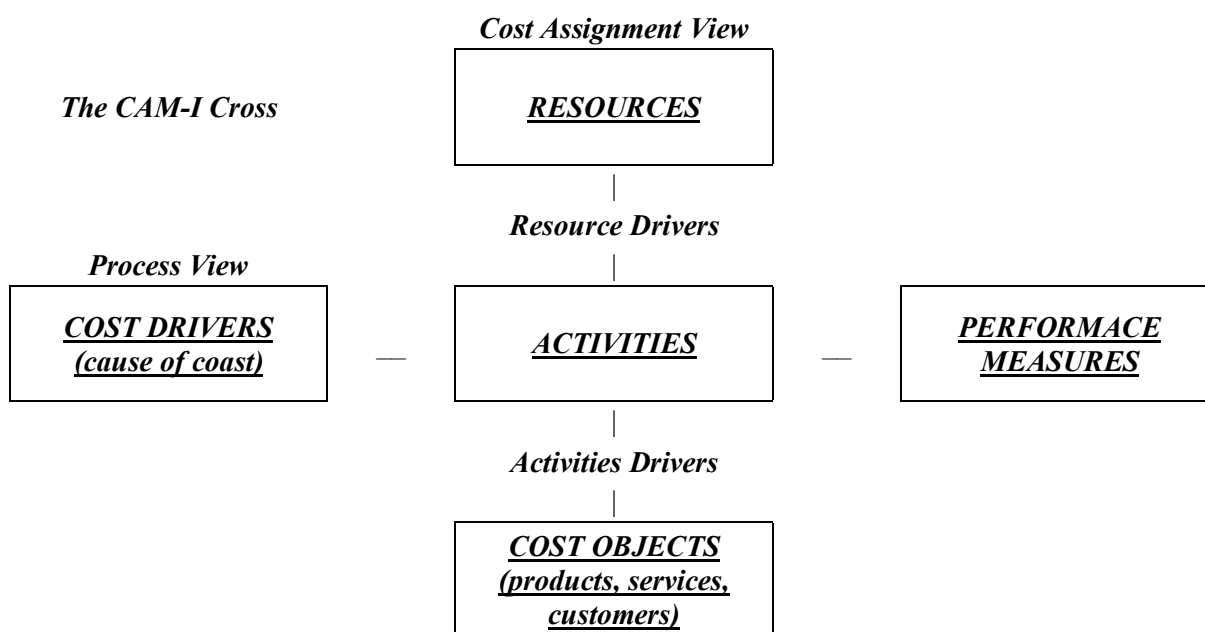 Cost Assignment View
The CAM-I Cross
RESOURCES
Resource Drivers
Process View
COST DRIVERS
(cause of coast)
ACTIVITIES
PERFORMACE
MEASURES
Activities Drivers
COST OBJECTS
(products, services,
customers)